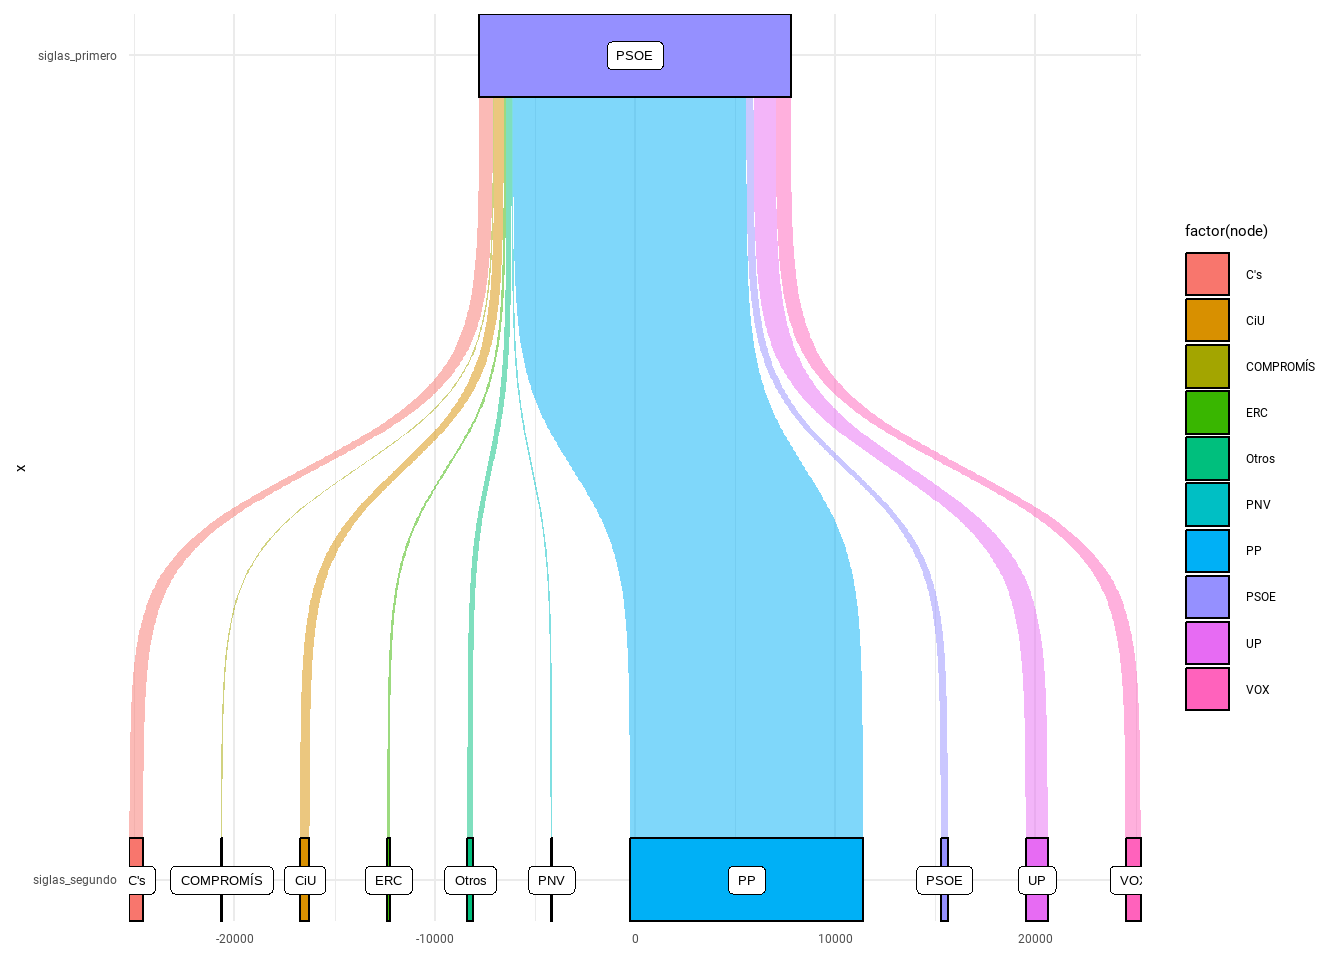 siglas_primero
PSOE
x
siglas_segundo
C's
COMPROMÍS
CiU
ERC
Otros
PNV
PP
PSOE
UP
VOX
-20000
-10000
0
10000
20000
factor(node)
C's
CiU
COMPROMÍS
ERC
Otros
PNV
PP
PSOE
UP
VOX